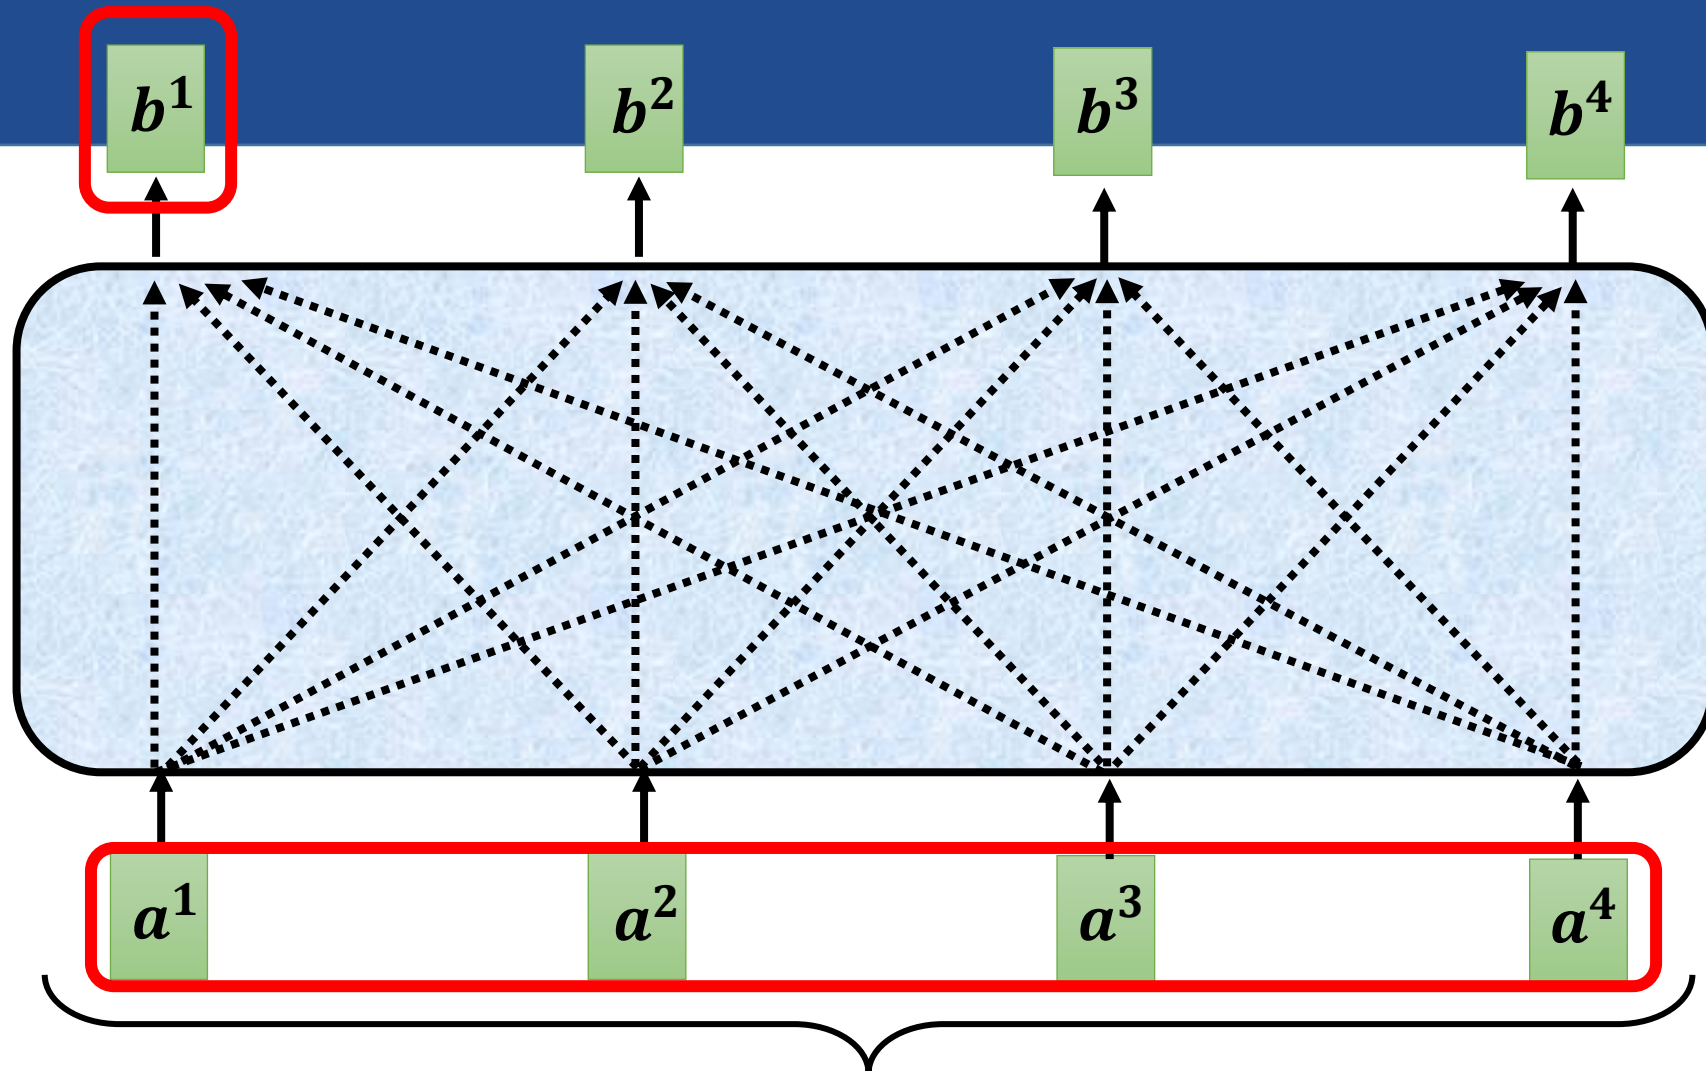 b¹ b² b³ b⁴
a¹ a² a³ a⁴